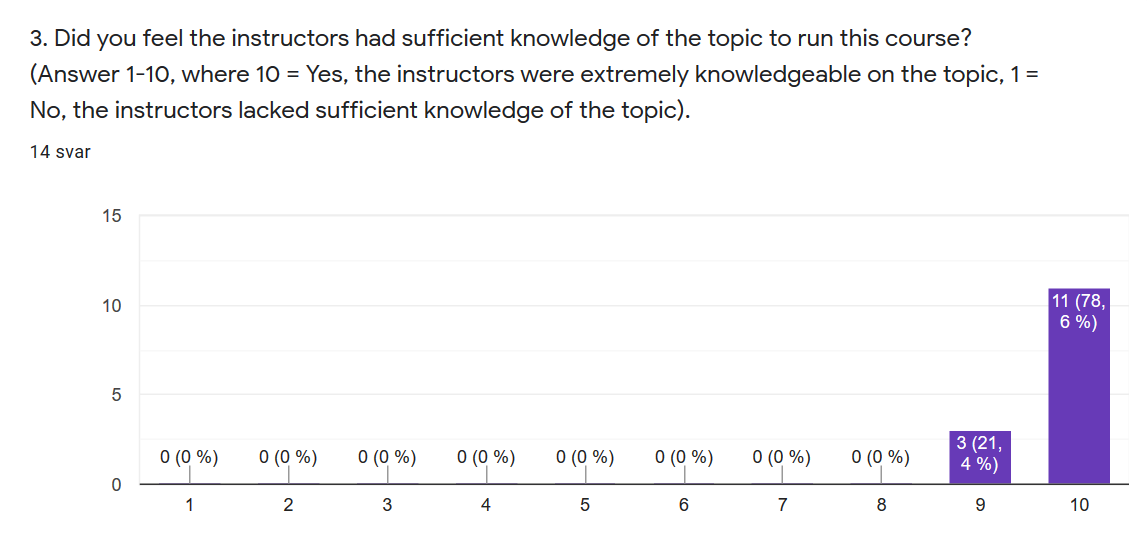 3. Did you feel the instructors had sufficient knowledge of the topic to run this course?
(Answer 1-10, where 10 = Yes, the instructors were extremely knowledgeable on the topic, 1 =
No, the instructors lacked sufficient knowledge of the topic).
14 svar
15
10
5
0
0 (0 %) 0 (0 %) 0 (0 %) 0 (0 %) 0 (0 %) 0 (0 %) 0 (0 %) 0 (0 %)
3 (21,
4 %)
11 (78,
6 %)
1 2 3 4 5 6 7 8 9 10